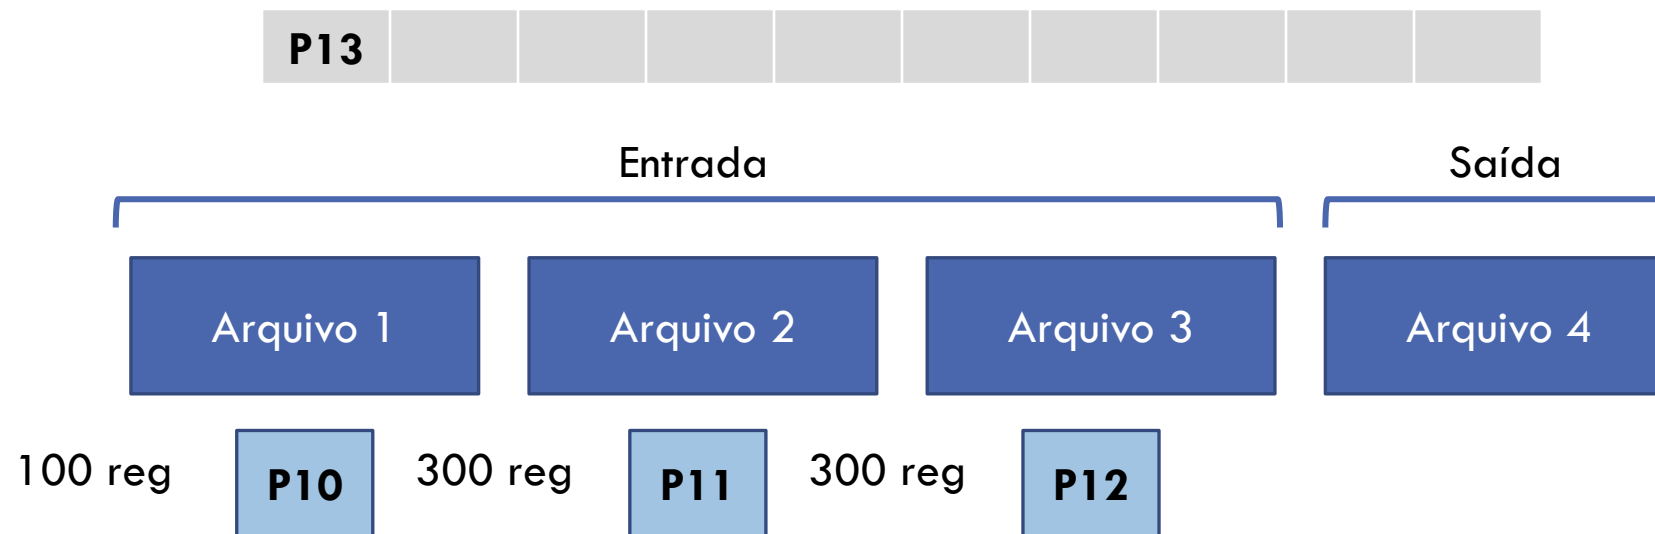 P13
Entrada Saída
Arquivo 1 Arquivo 2 Arquivo 3 Arquivo 4
100 reg P10 300 reg P11 300 reg P12